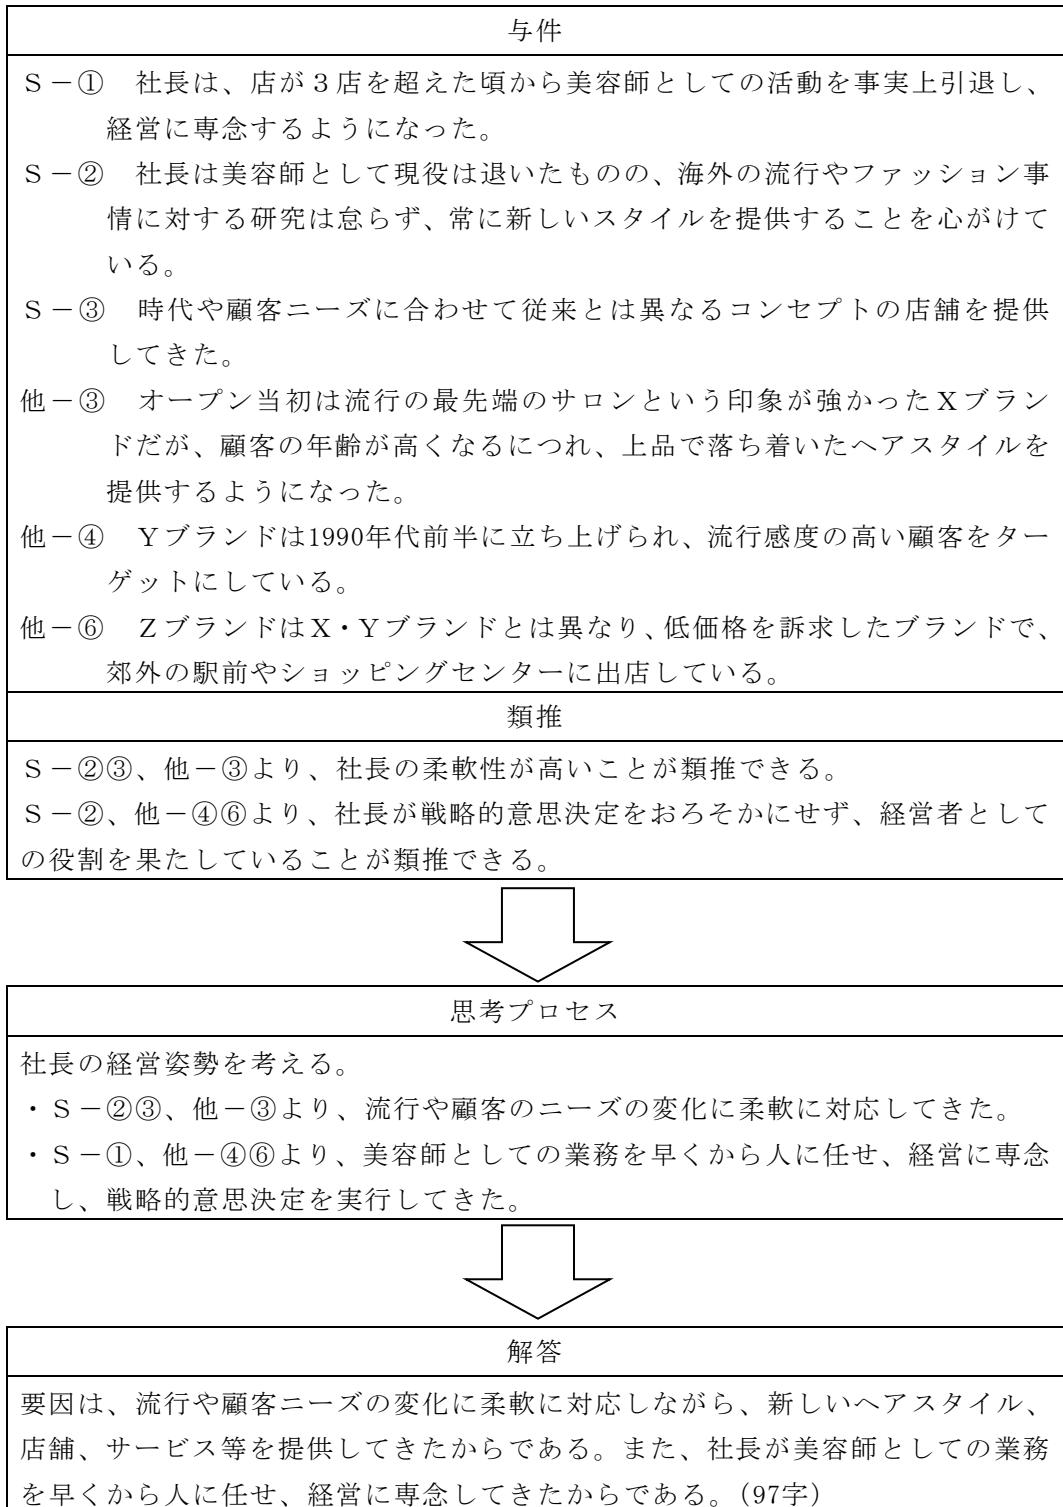 与件
S－① 社長は、店が３店を超えた頃から美容師としての活動を事実上引退し、
経営に専念するようになった。
S－② 社長は美容師として現役は退いたものの、海外の流行やファッション事
情に対する研究は怠らず、常に新しいスタイルを提供することを心がけて
いる。
S－③ 時代や顧客ニーズに合わせて従来とは異なるコンセプトの店舗を提供
してきた。
他－③ オープン当初は流行の最先端のサロンという印象が強かったＸブラン
ドだが、顧客の年齢が高くなるにつれ、上品で落ち着いたヘアスタイルを
提供するようになった。
他－④ Ｙブランドは1990年代前半に立ち上げられ、流行感度の高い顧客をター
ゲットにしている。
他－⑥ ＺブランドはＸ・Ｙブランドとは異なり、低価格を訴求したブランドで、
郊外の駅前やショッピングセンターに出店している。
類推
S－②③、他－③より、社長の柔軟性が高いことが類推できる。
S－②、他－④⑥より、社長が戦略的意思決定をおろそかにせず、経営者として
の役割を果たしていることが類推できる。
思考プロセス
社長の経営姿勢を考える。
・S－②③、他－③より、流行や顧客のニーズの変化に柔軟に対応してきた。
・S－①、他－④⑥より、美容師としての業務を早くから人に任せ、経営に専念
し、戦略的意思決定を実行してきた。
解答
要因は、流行や顧客ニーズの変化に柔軟に対応しながら、新しいヘアスタイル、
店舗、サービス等を提供してきたからである。また、社長が美容師としての業務
を早くから人に任せ、経営に専念してきたからである。(97字)